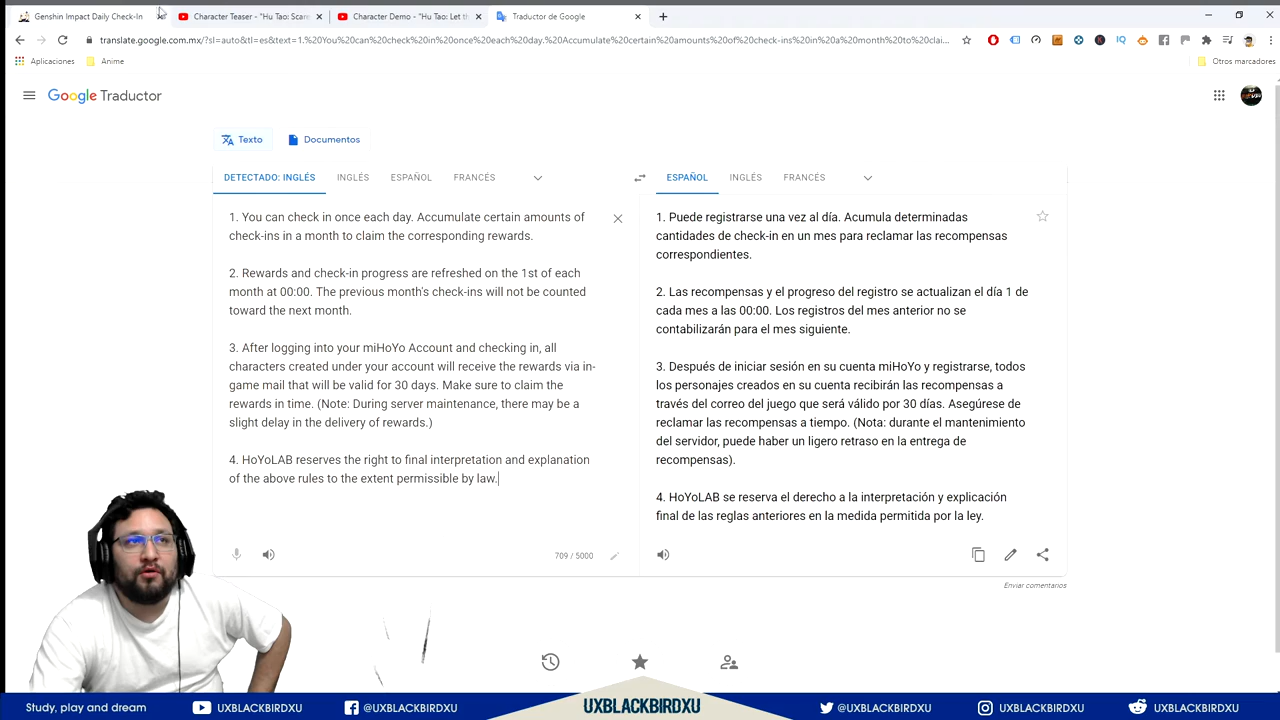 Genshin Impact Daily Check-In
Character Teaser - "Hu Tao: Scare
Character Demo - "Hu Tao: Let th
Traductor de Google
translate.google.com.mx/?sl=auto&tl=es&text=1.%20You%20can%20check%20in%20once%20each%20day.%20Accumulate%20certain%20amounts%20of%20check-ins%20in%20a%20month%20to%20clai...
Aplicaciones
Anime
Otros marcadores
Google Traductor
Texto
Documentos
DETECTADO: INGLÉS
INGLÉS
ESPAÑOL
FRANCÉS
ESPAÑOL
INGLÉS
FRANCÉS
1. You can check in once each day. Accumulate certain amounts of
check-ins in a month to claim the corresponding rewards.
2. Rewards and check-in progress are refreshed on the 1st of each
month at 00:00. The previous month's check-ins will not be counted
toward the next month.
3. After logging into your miHoYo Account and checking in, all
characters created under your account will receive the rewards via in-
game mail that will be valid for 30 days. Make sure to claim the
rewards in time. (Note: During server maintenance, there may be a
slight delay in the delivery of rewards.)
4. HoYoLAB reserves the right to final interpretation and explanation
of the above rules to the extent permissible by law.
709 / 5000
1. Puede registrarse una vez al día. Acumula determinadas
cantidades de check-in en un mes para reclamar las recompensas
correspondientes.
2. Las recompensas y el progreso del registro se actualizan el día 1 de
cada mes a las 00:00. Los registros del mes anterior no se
contabilizarán para el mes siguiente.
3. Después de iniciar sesión en su cuenta miHoYo y registrarse, todos
los personajes creados en su cuenta recibirán las recompensas a
través del correo del juego que será válido por 30 días. Asegúrese de
reclamar las recompensas a tiempo. (Nota: durante el mantenimiento
del servidor, puede haber un ligero retraso en la entrega de
recompensas).
4. HoYoLAB se reserva el derecho a la interpretación y explicación
final de las reglas anteriores en la medida permitida por la ley.
Enviar comentarios
Study, play and dream
UXBLACKBIRDXU
@UXBLACKBIRDXU
UXBLACKBIRDXU
@UXBLACKBIRDXU
UXBLACKBIRDXU
UXBLACKBIRDXU